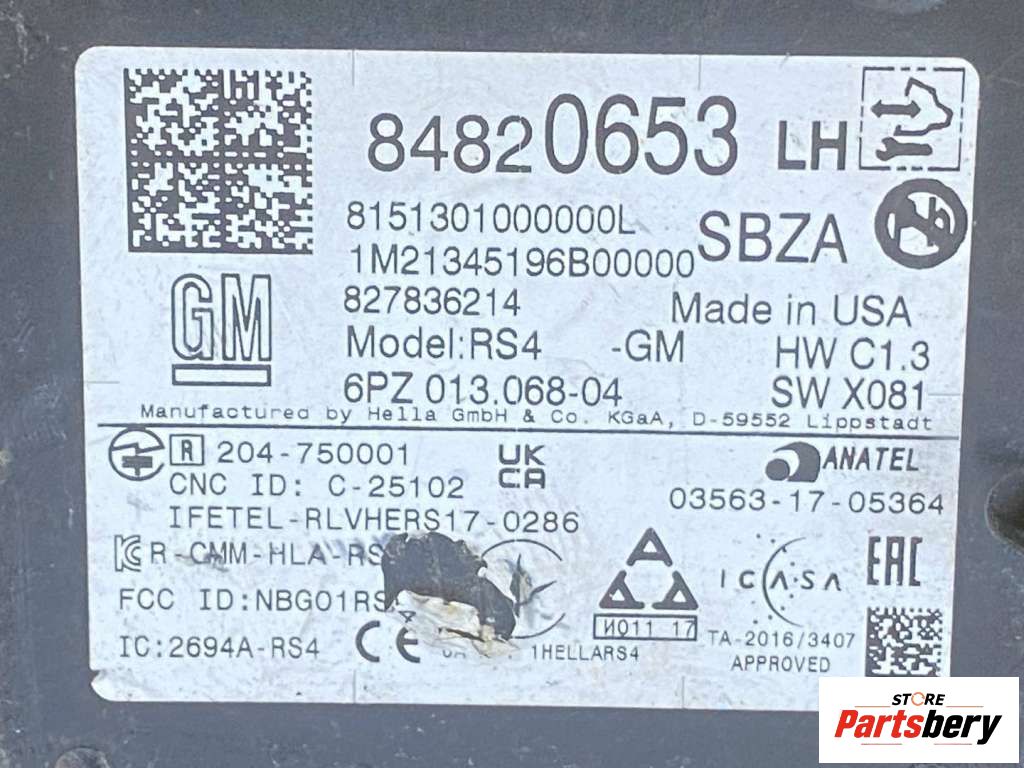 84820653 LH
8151301000000L
SBZA
1M21345196B00000
827836214
Made in USA
GM
Model:RS4 -GM
HW C1.3
6PZ 013.068-04
SW X081
Manufactured by Hella GmbH & Co. KGaA, D-59552 Lippstadt
R 204-750001
UK
CA
ANATEL
CNC ID: C-25102
03563-17-05364
IFETEL-RLVHERS17-0286
R-CMM-HLA-RS
ICASA
EAC
FCC ID:NBG01RS
И011 17
TA-2016/3407
IC:2694A-RS4
CE
1HELLARS4
APPROVED
STORE
Partsbery